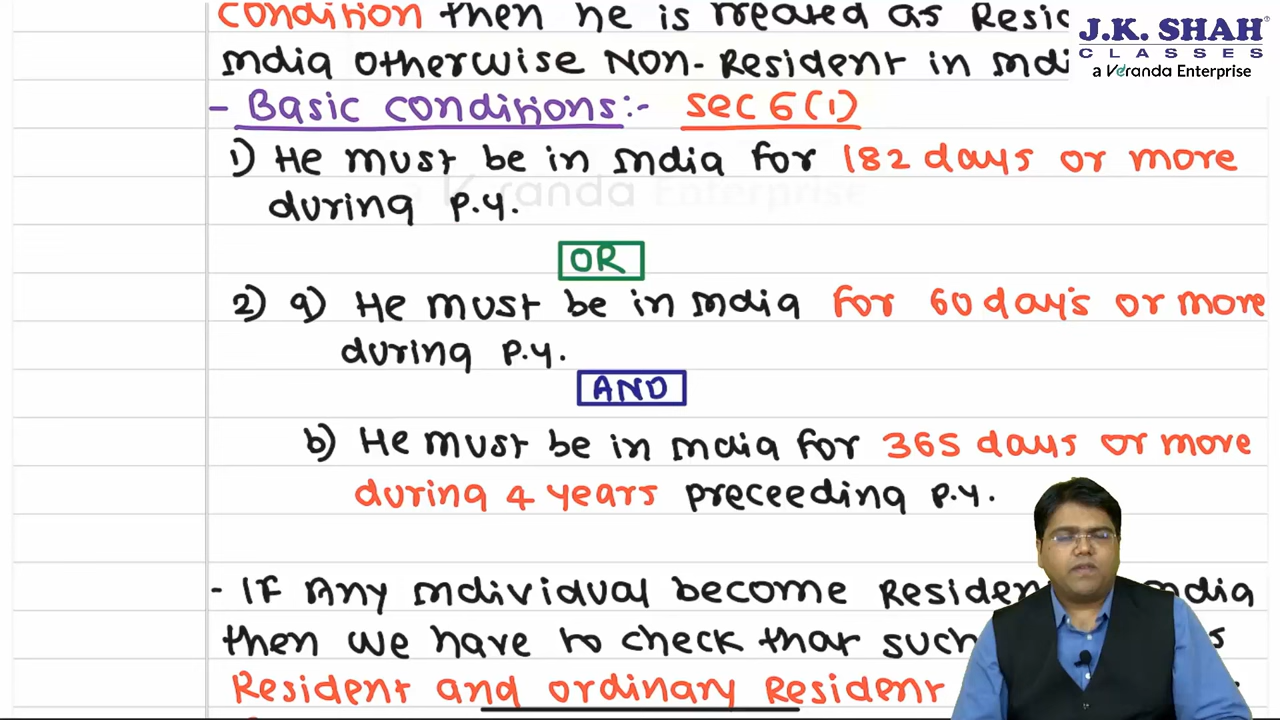 condition then he is treated as Resid
India otherwise Non-Resident in Indi
J.K. SHAH
CLASSES
a Veranda Enterprise
- Basic conditions:- sec 6(1)
1) He must be in India for 182 days or more
during p.y.
randa Enterprise
OR
2) a) He must be in India for 60 days or more
during p.y.
AND
b) He must be in India for 365 days or more
during 4 years preceeding p.y.
- If Any individual become Resident
then we have to check that such
Resident and ordinary Resident